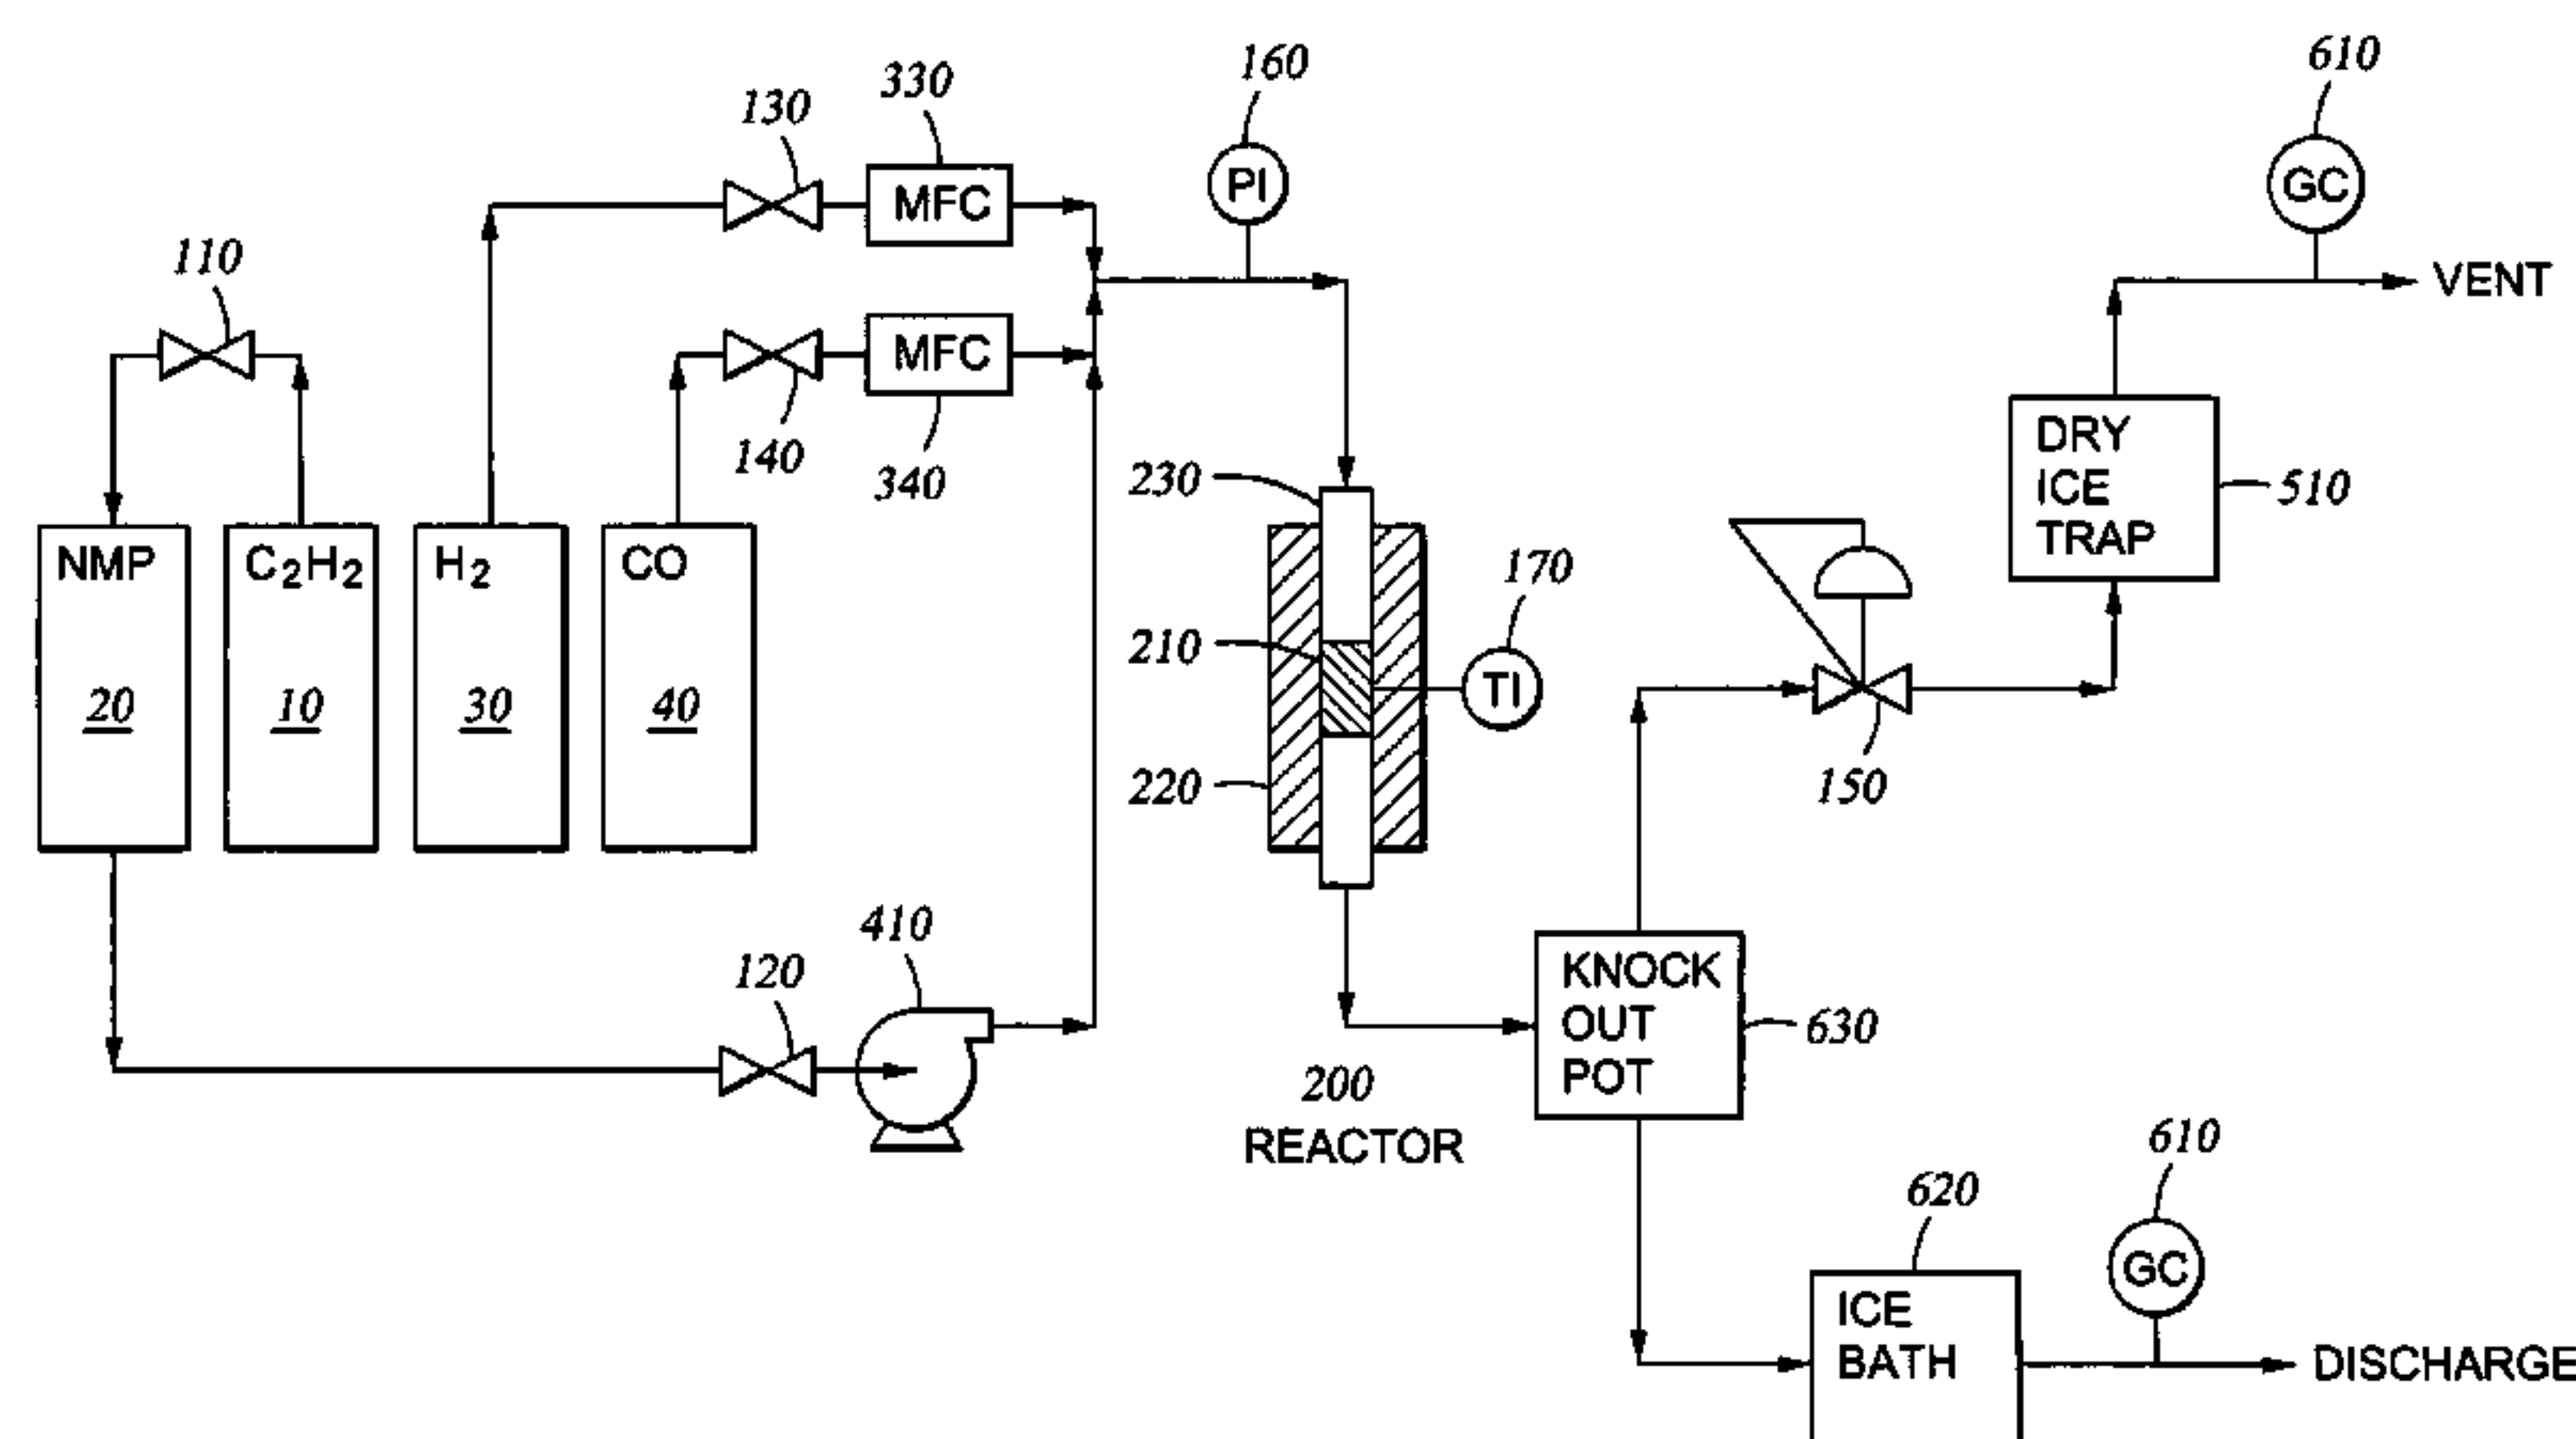 610
160
330
130
GC
PI
MFC
110
VENT
MFC
140
340
DRY
ICE
TRAP
510
230
170
NMP
C₂H₂
H₂
CO
210
TI
20
10
30
40
220
150
410
KNOCK
OUT
POT
630
120
200
REACTOR
610
620
GC
ICE
BATH
DISCHARGE